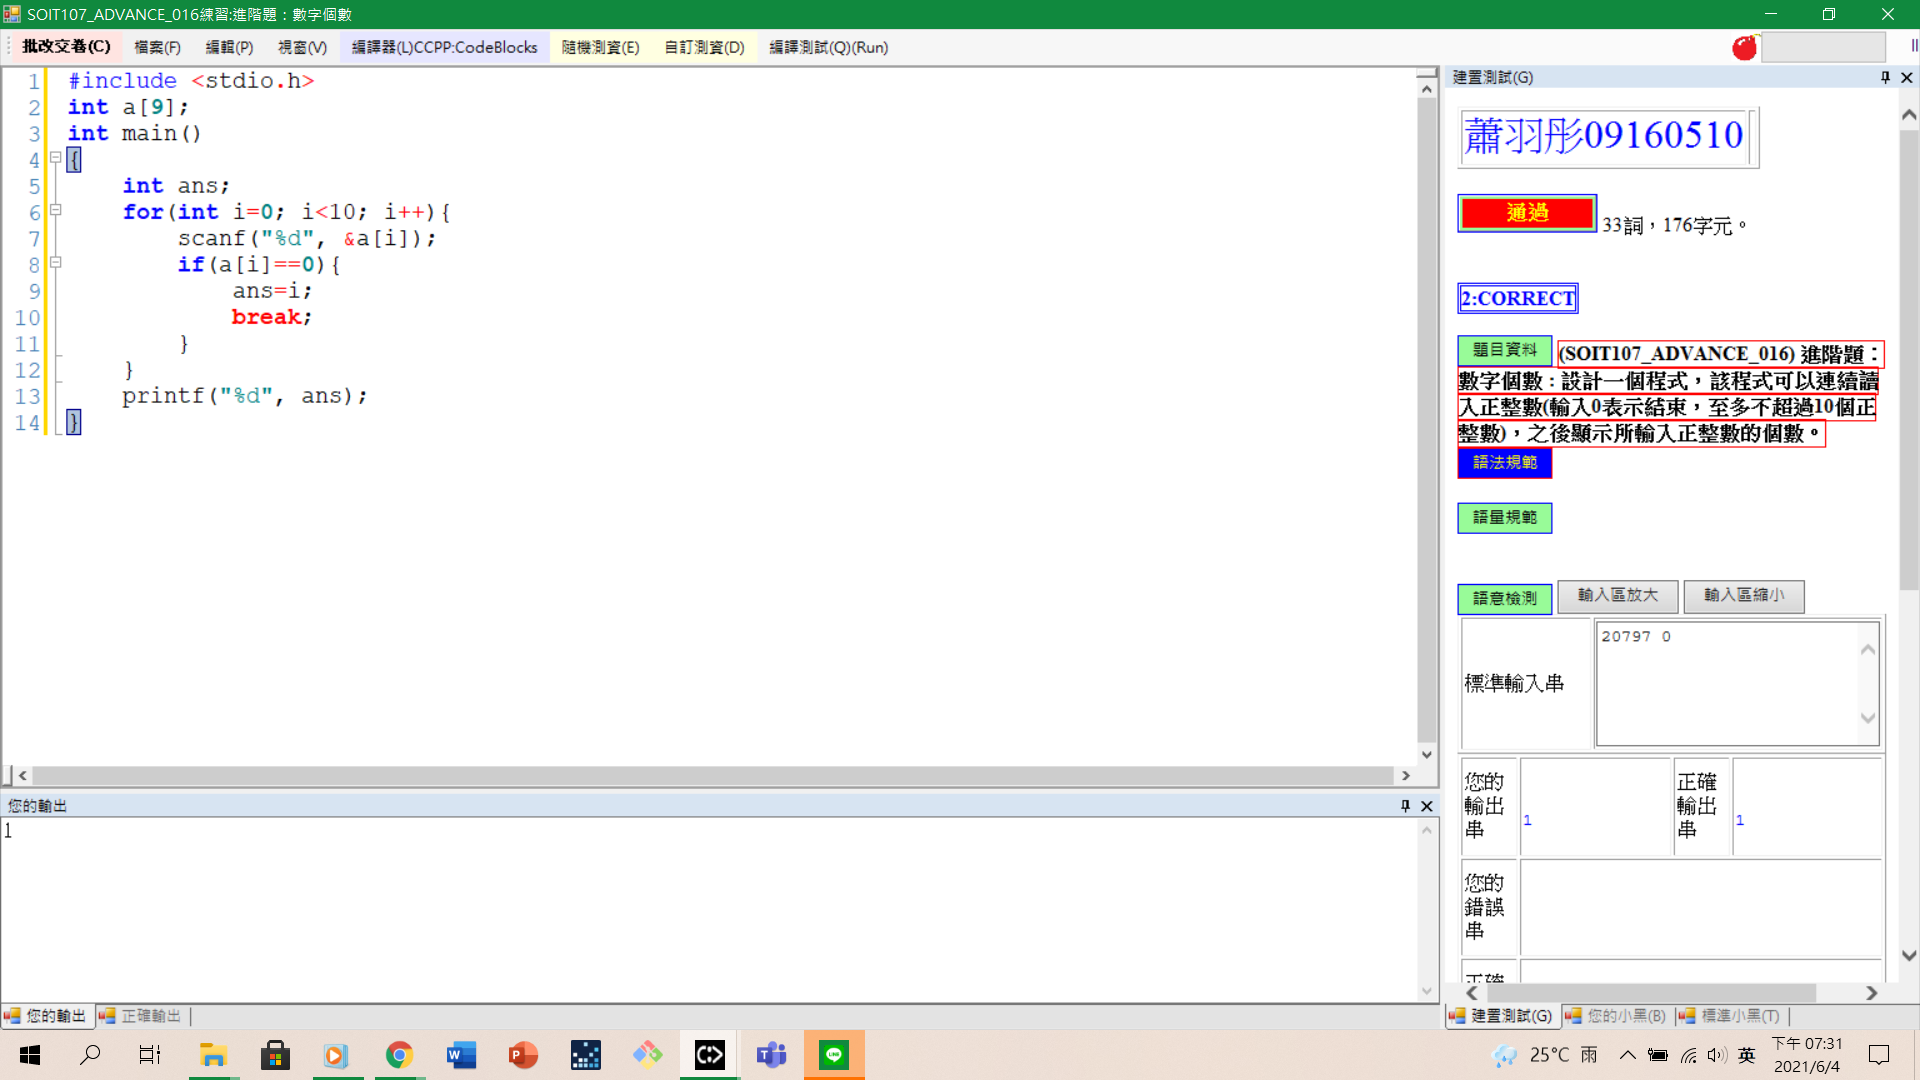 SOIT107_ADVANCE_016練習:進階題：數字個數
批改交卷(C) 檔案(F) 編輯(P) 視窗(V) 編譯器(L)CCPP:CodeBlocks 隨機測資(E) 自訂測資(D) 編譯測試(Q)(Run)
1 #include <stdio.h>
2 int a[9];
3 int main()
4 {
5 int ans;
6 for(int i=0; i<10; i++){
7 scanf("%d", &a[i]);
8 if(a[i]==0){
9 ans=i;
10 break;
11 }
12 }
13 printf("%d", ans);
14 }
您的輸出
1
您的輸出 正確輸出
建置測試(G)
蕭羽彤09160510
通過 33詞，176字元。
2:CORRECT
題目資料 (SOIT107_ADVANCE_016) 進階題：
數字個數：設計一個程式，該程式可以連續讀
入正整數(輸入0表示結束，至多不超過10個正
整數)，之後顯示所輸入正整數的個數。
語法規範
語量規範
語意檢測 輸入區放大 輸入區縮小
標準輸入串 20797 0
您的輸出串 1 正確輸出串 1
您的錯誤串
建置測試(G) 您的小黑(B) 標準小黑(T)
25°C 雨 英 下午 07:31
2021/6/4